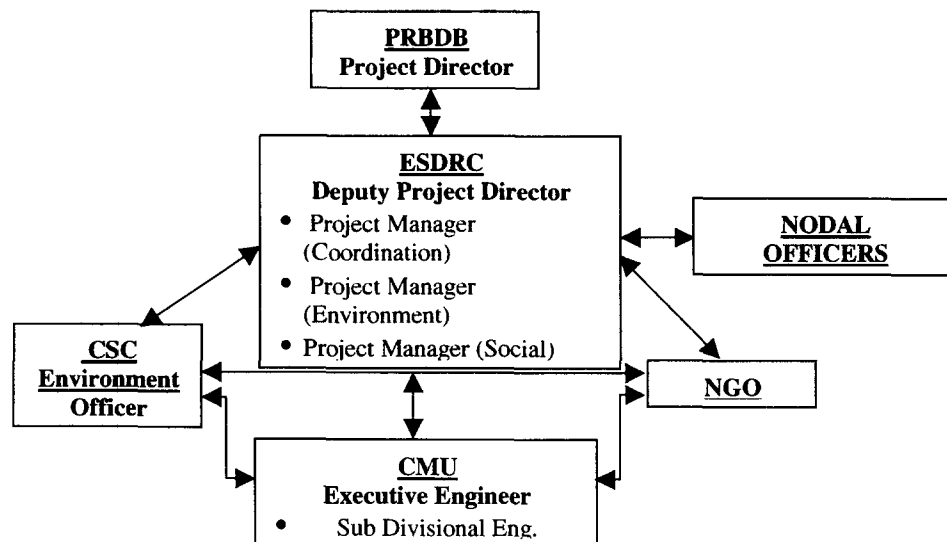 PRBDB
Project Director
ESDRC
Deputy Project Director
• Project Manager
(Coordination)
• Project Manager
(Environment)
• Project Manager (Social)
NODAL
OFFICERS
CSC
Environment
Officer
NGO
CMU
Executive Engineer
• Sub Divisional Eng.